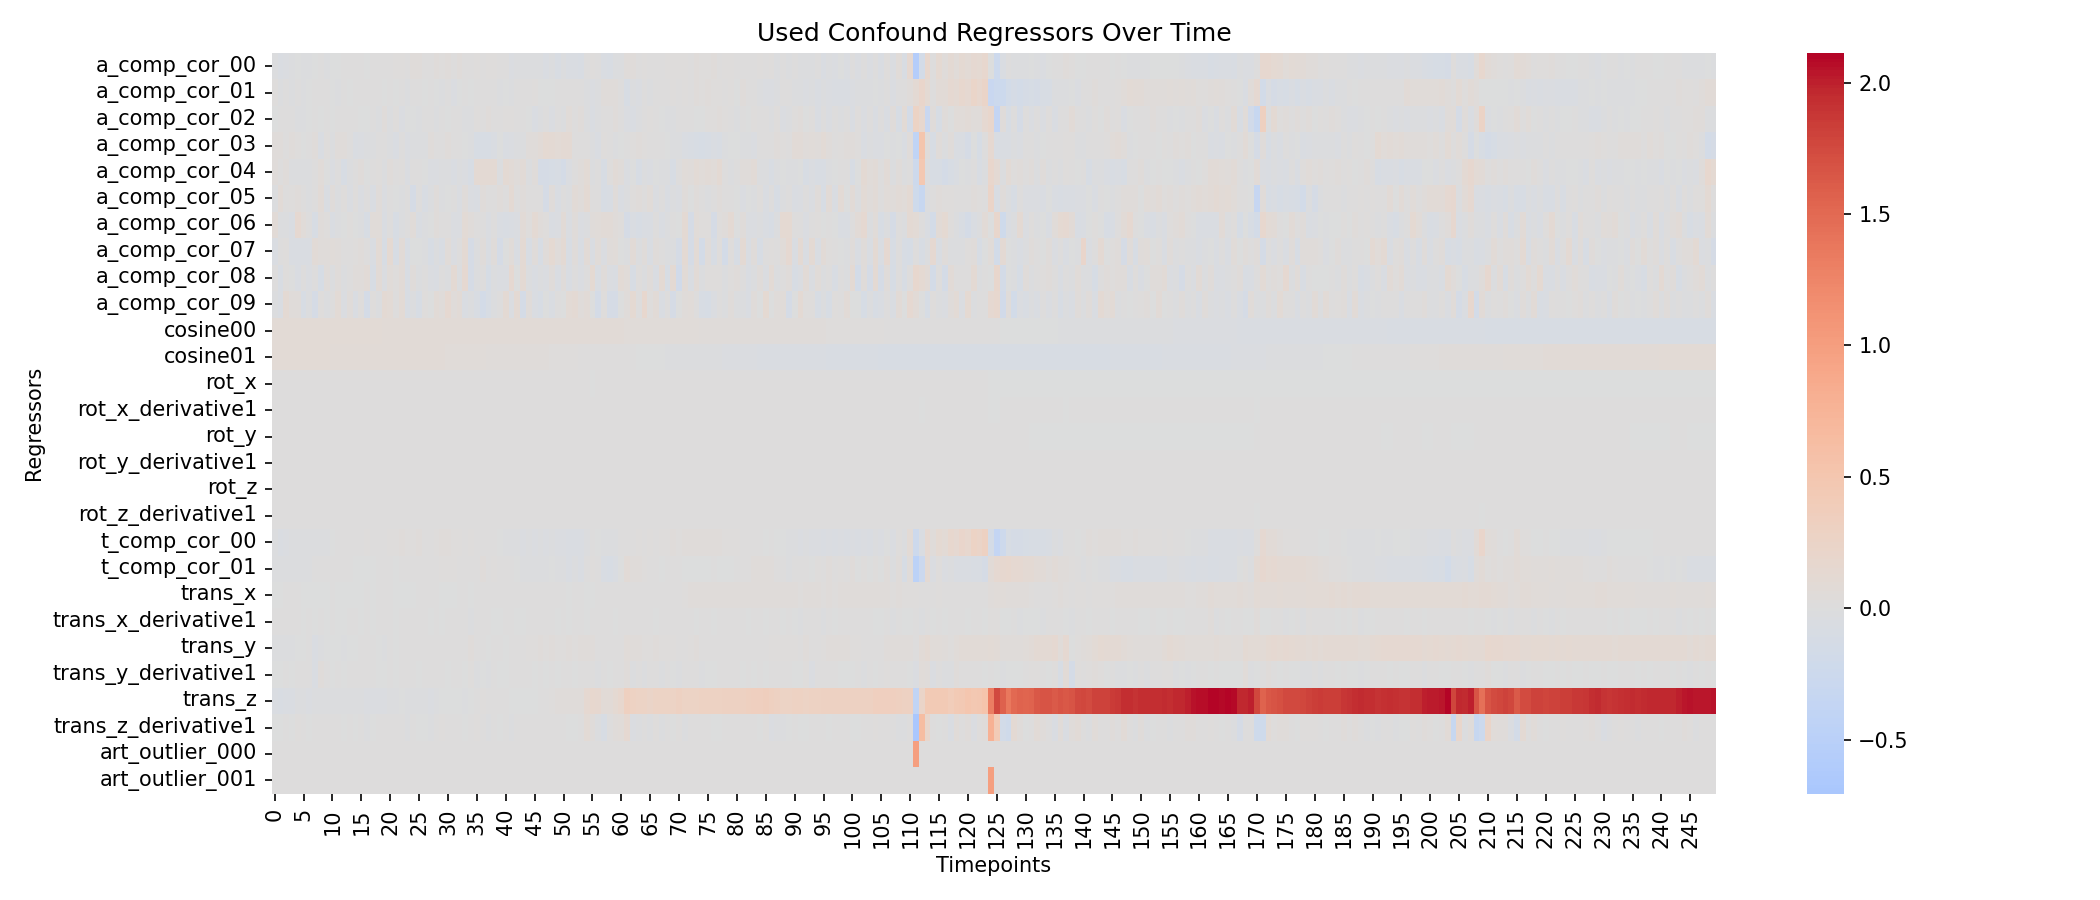 Used Confound Regressors Over Time
a_comp_cor_00
a_comp_cor_01
a_comp_cor_02
a_comp_cor_03
a_comp_cor_04
a_comp_cor_05
a_comp_cor_06
a_comp_cor_07
a_comp_cor_08
a_comp_cor_09
cosine00
cosine01
rot_x
rot_x_derivative1
rot_y
rot_y_derivative1
rot_z
rot_z_derivative1
t_comp_cor_00
t_comp_cor_01
trans_x
trans_x_derivative1
trans_y
trans_y_derivative1
trans_z
trans_z_derivative1
art_outlier_000
art_outlier_001
Regressors
0 5 10 15 20 25 30 35 40 45 50 55 60 65 70 75 80 85 90 95 100 105 110 115 120 125 130 135 140 145 150 155 160 165 170 175 180 185 190 195 200 205 210 215 220 225 230 235 240 245
Timepoints
2.0
1.5
1.0
0.5
0.0
−0.5